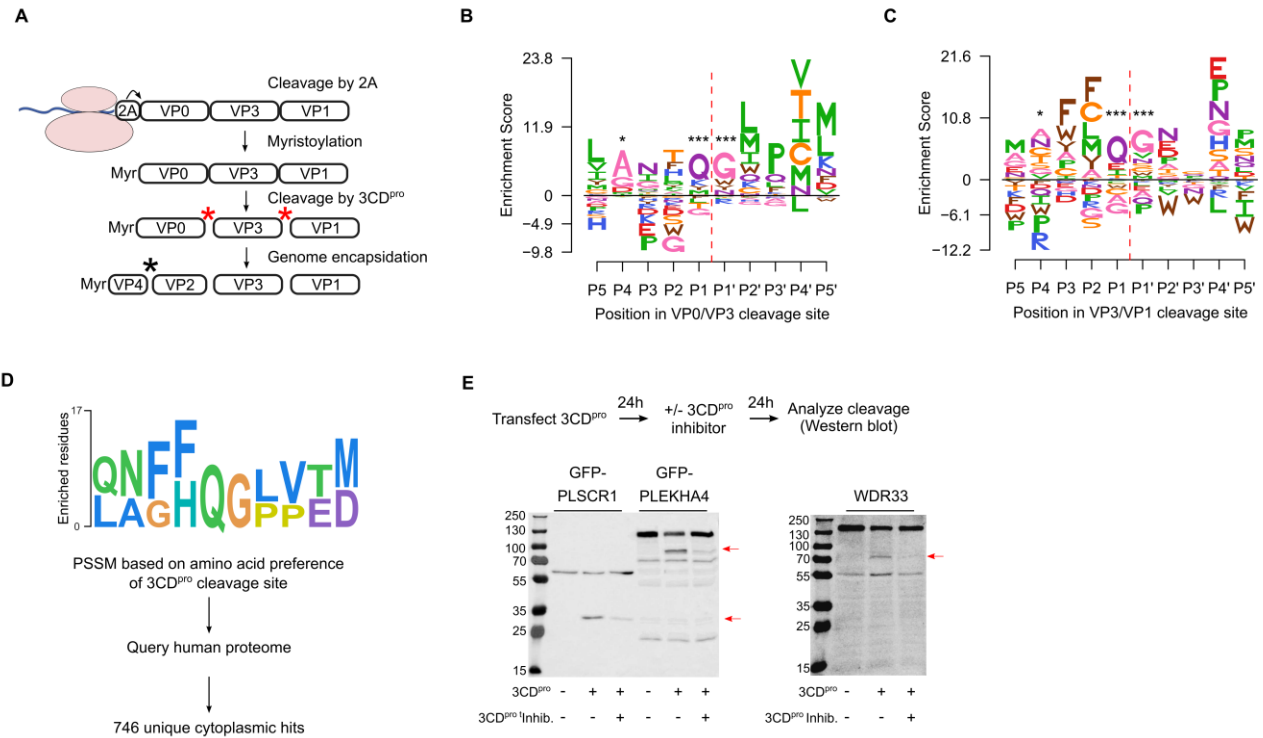 A
Cleavage by 2A
2A VP0 VP3 VP1
Myristoylation
Myr VP0 VP3 VP1
Cleavage by 3CDpro
* *
Myr VP0 VP3 VP1
Genome encapsidation
*
Myr VP4 VP2 VP3 VP1
B
Enrichment Score
23.8
11.9
0
−4.9
−9.8
* *** ***
P5 P4 P3 P2 P1 P1' P2' P3' P4' P5'
Position in VP0/VP3 cleavage site
C
Enrichment Score
21.6
10.8
0
−6.1
−12.2
* *** ***
P5 P4 P3 P2 P1 P1' P2' P3' P4' P5'
Position in VP3/VP1 cleavage site
D
Enriched residues
17
0
QNFFQGLVTM
LAGHPPED
PSSM based on amino acid preference
of 3CDpro cleavage site
Query human proteome
746 unique cytoplasmic hits
E
Transfect 3CDpro
24h
+/- 3CDpro
inhibitor
24h
Analyze cleavage
(Western blot)
GFP-
PLSCR1
GFP-
PLEKHA4
250
130
100
70
55
35
25
15
3CDpro - + + - + +
3CDpro tInhib. - - + - - +
WDR33
250
130
100
70
55
35
25
15
3CDpro - + +
3CDpro Inhib. - - +